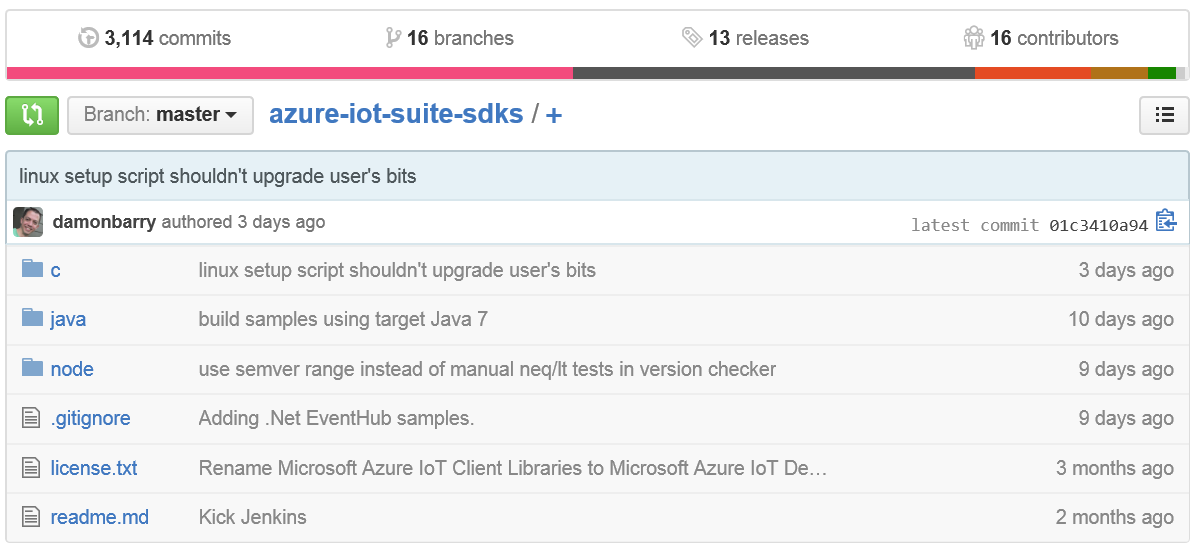 3,114 commits 16 branches 13 releases 16 contributors
Branch: master azure-iot-suite-sdks / +
linux setup script shouldn't upgrade user's bits
damonbarry authored 3 days ago latest commit 01c3410a94
c linux setup script shouldn't upgrade user's bits 3 days ago
java build samples using target Java 7 10 days ago
node use semver range instead of manual neq/lt tests in version checker 9 days ago
.gitignore Adding .Net EventHub samples. 9 days ago
license.txt Rename Microsoft Azure IoT Client Libraries to Microsoft Azure IoT De… 3 months ago
readme.md Kick Jenkins 2 months ago